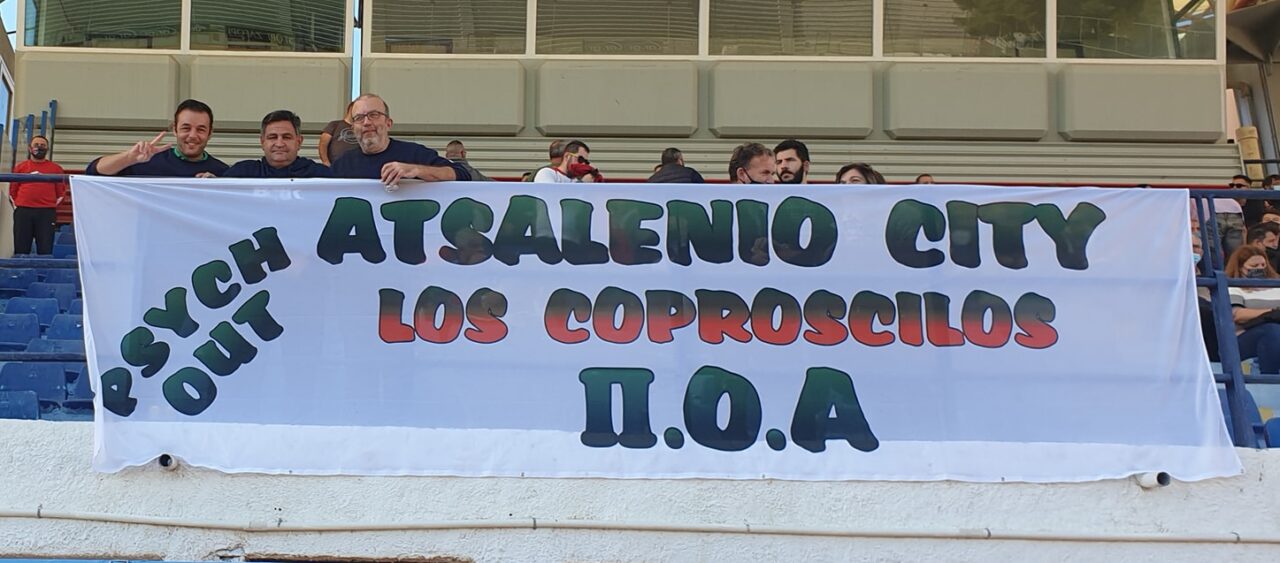 PSYCH
OUT
ATSALENIO CITY
LOS COPROSCILOS
Π.Ο.Α